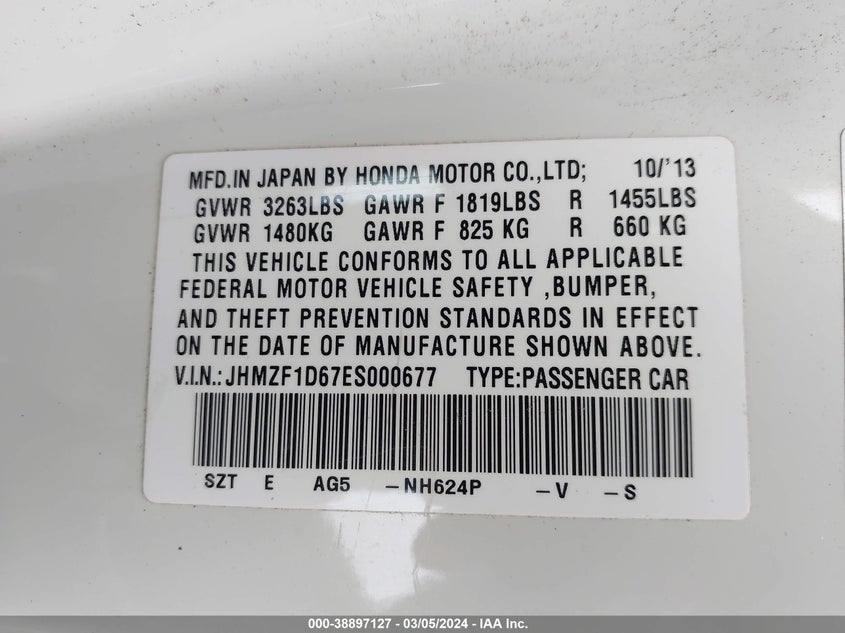 MFD.IN JAPAN BY HONDA MOTOR CO.,LTD; 10/'13
GVWR 3263LBS GAWR F 1819LBS R 1455LBS
GVWR 1480KG GAWR F 825 KG R 660 KG
THIS VEHICLE CONFORMS TO ALL APPLICABLE
FEDERAL MOTOR VEHICLE SAFETY ,BUMPER,
AND THEFT PREVENTION STANDARDS IN EFFECT
ON THE DATE OF MANUFACTURE SHOWN ABOVE.
V.I.N.:JHMZF1D67ES000677 TYPE:PASSENGER CAR
SZT E AG5 -NH624P -V -S
000-38897127 - 03/05/2024 - IAA Inc.